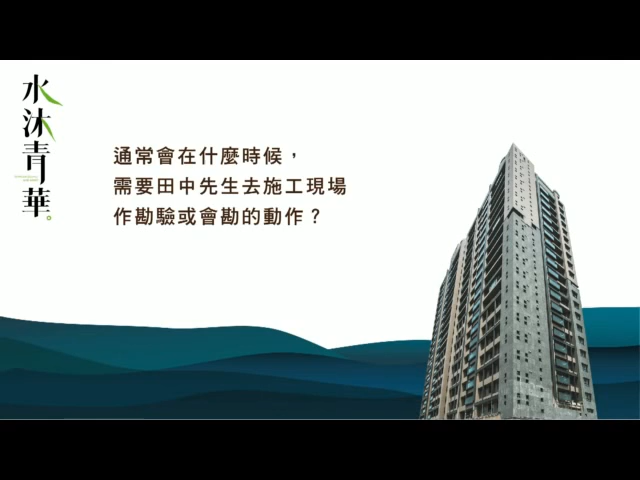 水沐青華
通常會在什麼時候，
需要田中先生去施工現場
作勘驗或會勘的動作？